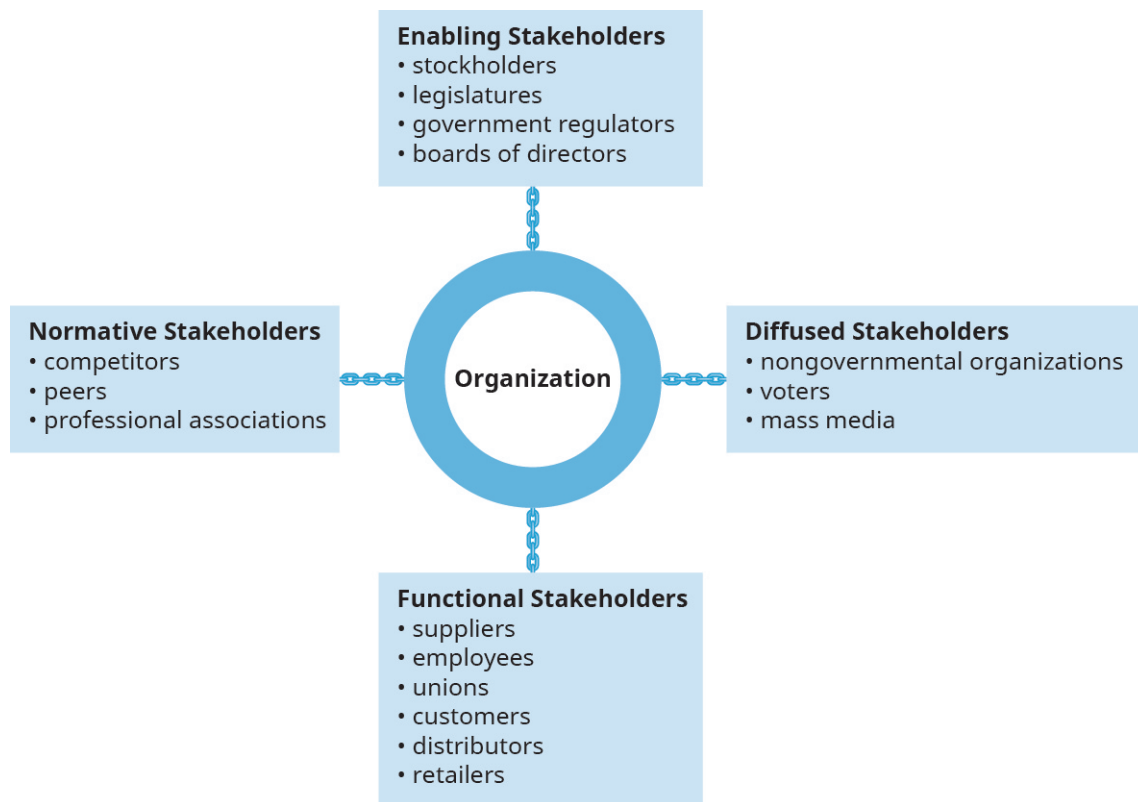 Enabling Stakeholders
• stockholders
• legislatures
• government regulators
• boards of directors
Normative Stakeholders
• competitors
• peers
• professional associations
Organization
Diffused Stakeholders
• nongovernmental organizations
• voters
• mass media
Functional Stakeholders
• suppliers
• employees
• unions
• customers
• distributors
• retailers